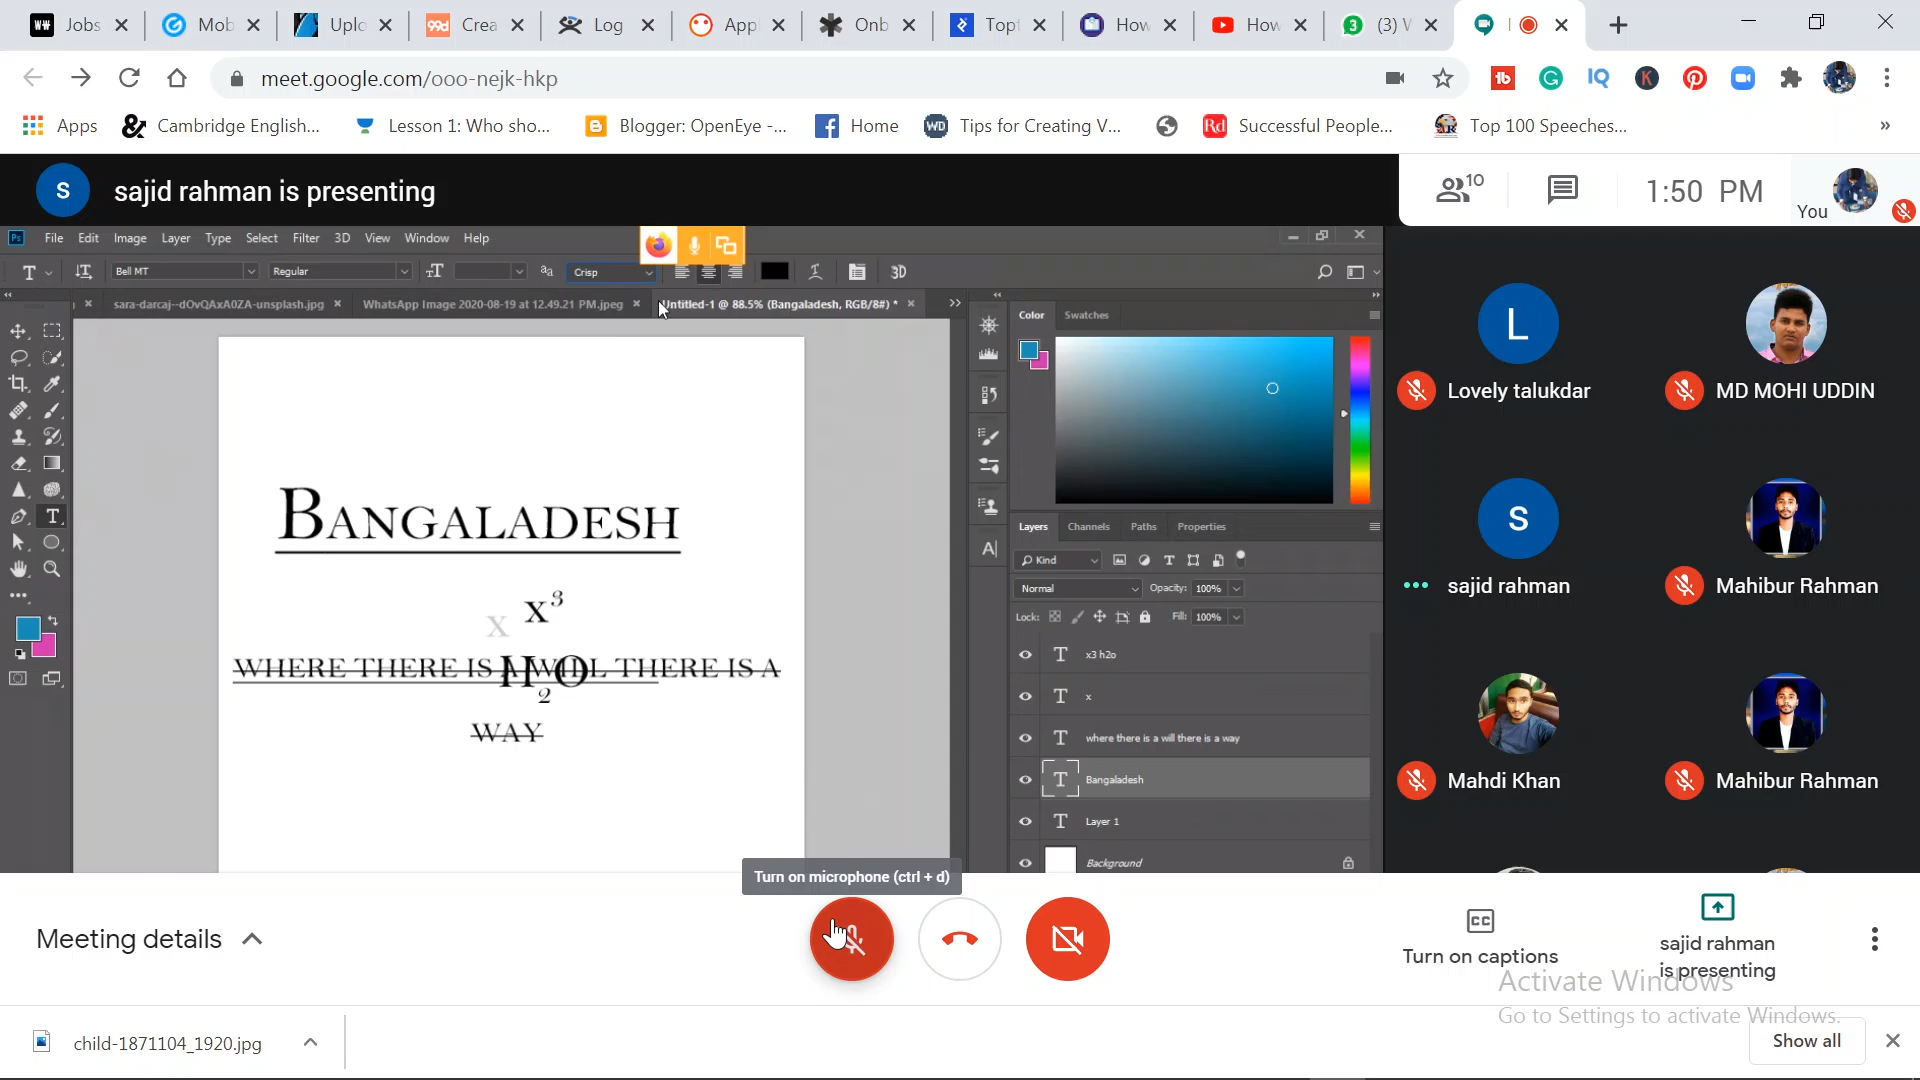 Jobs
Mob
Uplo
99d Crea
Log
App
Onb
Top
How
How
3 (3) W
meet.google.com/ooo-nejk-hkp
Apps
Cambridge English...
Lesson 1: Who sho...
Blogger: OpenEye -...
Home
WD Tips for Creating V...
Rd Successful People...
Top 100 Speeches...
»
S sajid rahman is presenting
10
1:50 PM
You
Ps File Edit Image Layer Type Select Filter 3D View Window Help
Bell MT
Regular
Crisp
3D
sara-darcaj--dOvQAxA0ZA-unsplash.jpg
WhatsApp Image 2020-08-19 at 12.49.21 PM.jpeg
Untitled-1 @ 88.5% (Bangaladesh, RGB/8#) *
Color Swatches
BANGALADESH
X
X3
WHERE THERE IS A WILL THERE IS A
H2O
WAY
Layers Channels Paths Properties
Kind
Normal Opacity: 100%
Lock: Fill: 100%
x3 h2o
x
where there is a will there is a way
Bangaladesh
Layer 1
Background
L
Lovely talukdar
MD MOHI UDDIN
S
sajid rahman
Mahibur Rahman
Mahdi Khan
Mahibur Rahman
Turn on microphone (ctrl + d)
Meeting details
CC
Turn on captions
sajid rahman
is presenting
Activate Windows
Go to Settings to activate Windows.
child-1871104_1920.jpg
Show all